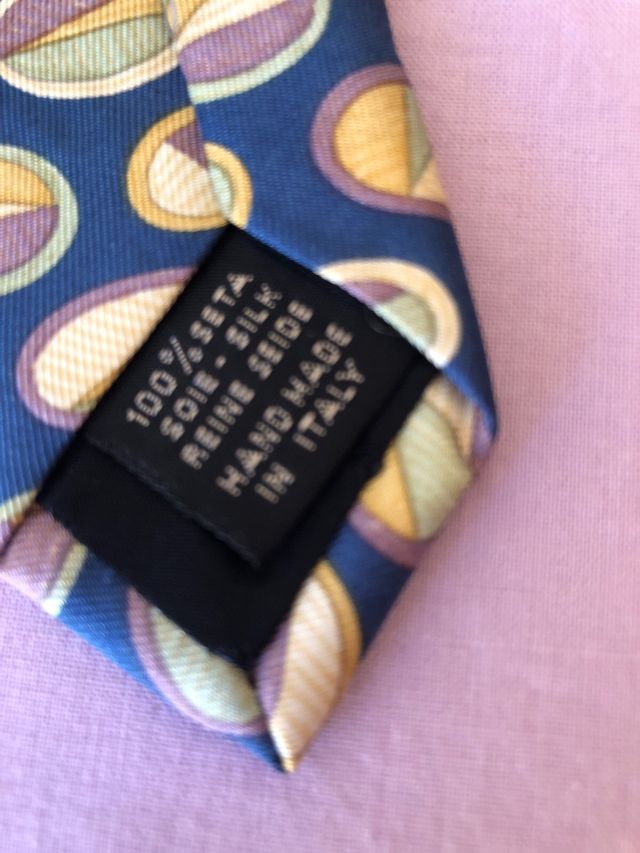 100% SETA
SOIE - SILK
REINE SEIDE
HAND MADE
IN ITALY